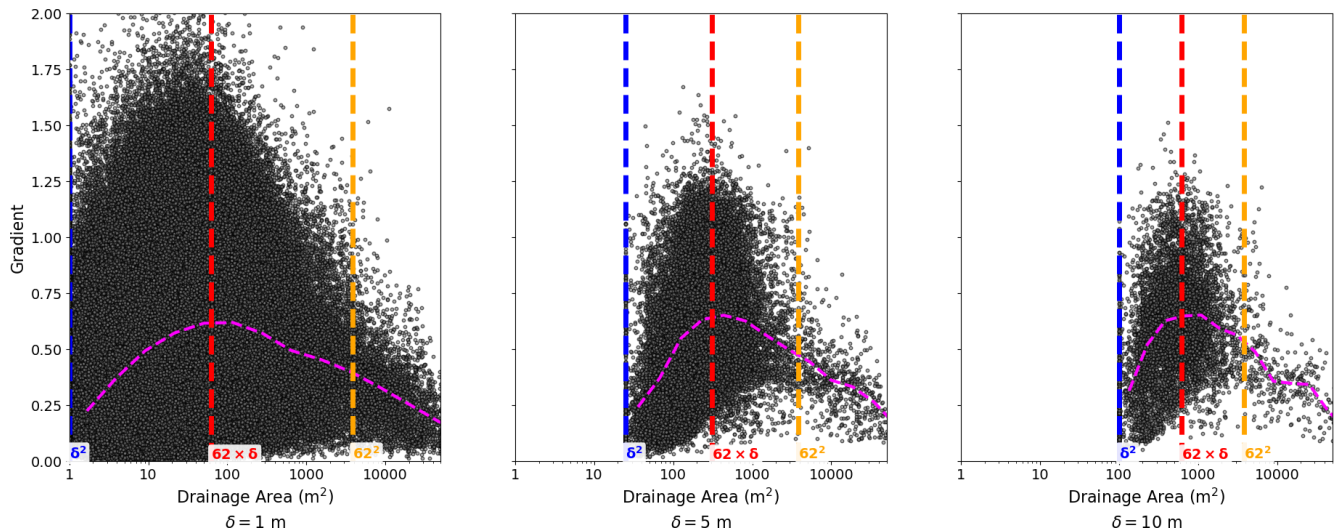 2.00
1.75
1.50
1.25
1.00
0.75
0.50
0.25
0.00
Gradient
δ² 62 × δ 62²
1 10 100 1000 10000
Drainage Area (m²)
δ = 1 m
δ² 62 × δ 62²
1 10 100 1000 10000
Drainage Area (m²)
δ = 5 m
δ² 62 × δ 62²
1 10 100 1000 10000
Drainage Area (m²)
δ = 10 m